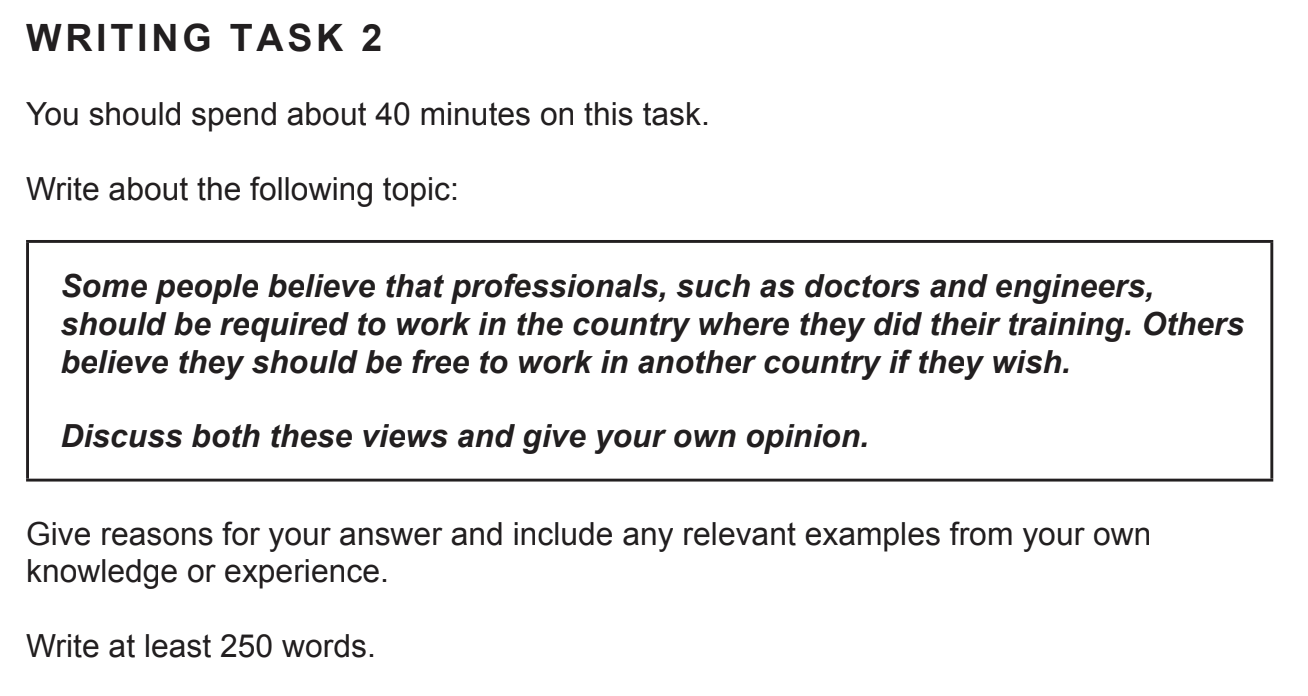 WRITING TASK 2
You should spend about 40 minutes on this task.
Write about the following topic:
Some people believe that professionals, such as doctors and engineers,
should be required to work in the country where they did their training. Others
believe they should be free to work in another country if they wish.
Discuss both these views and give your own opinion.
Give reasons for your answer and include any relevant examples from your own
knowledge or experience.
Write at least 250 words.